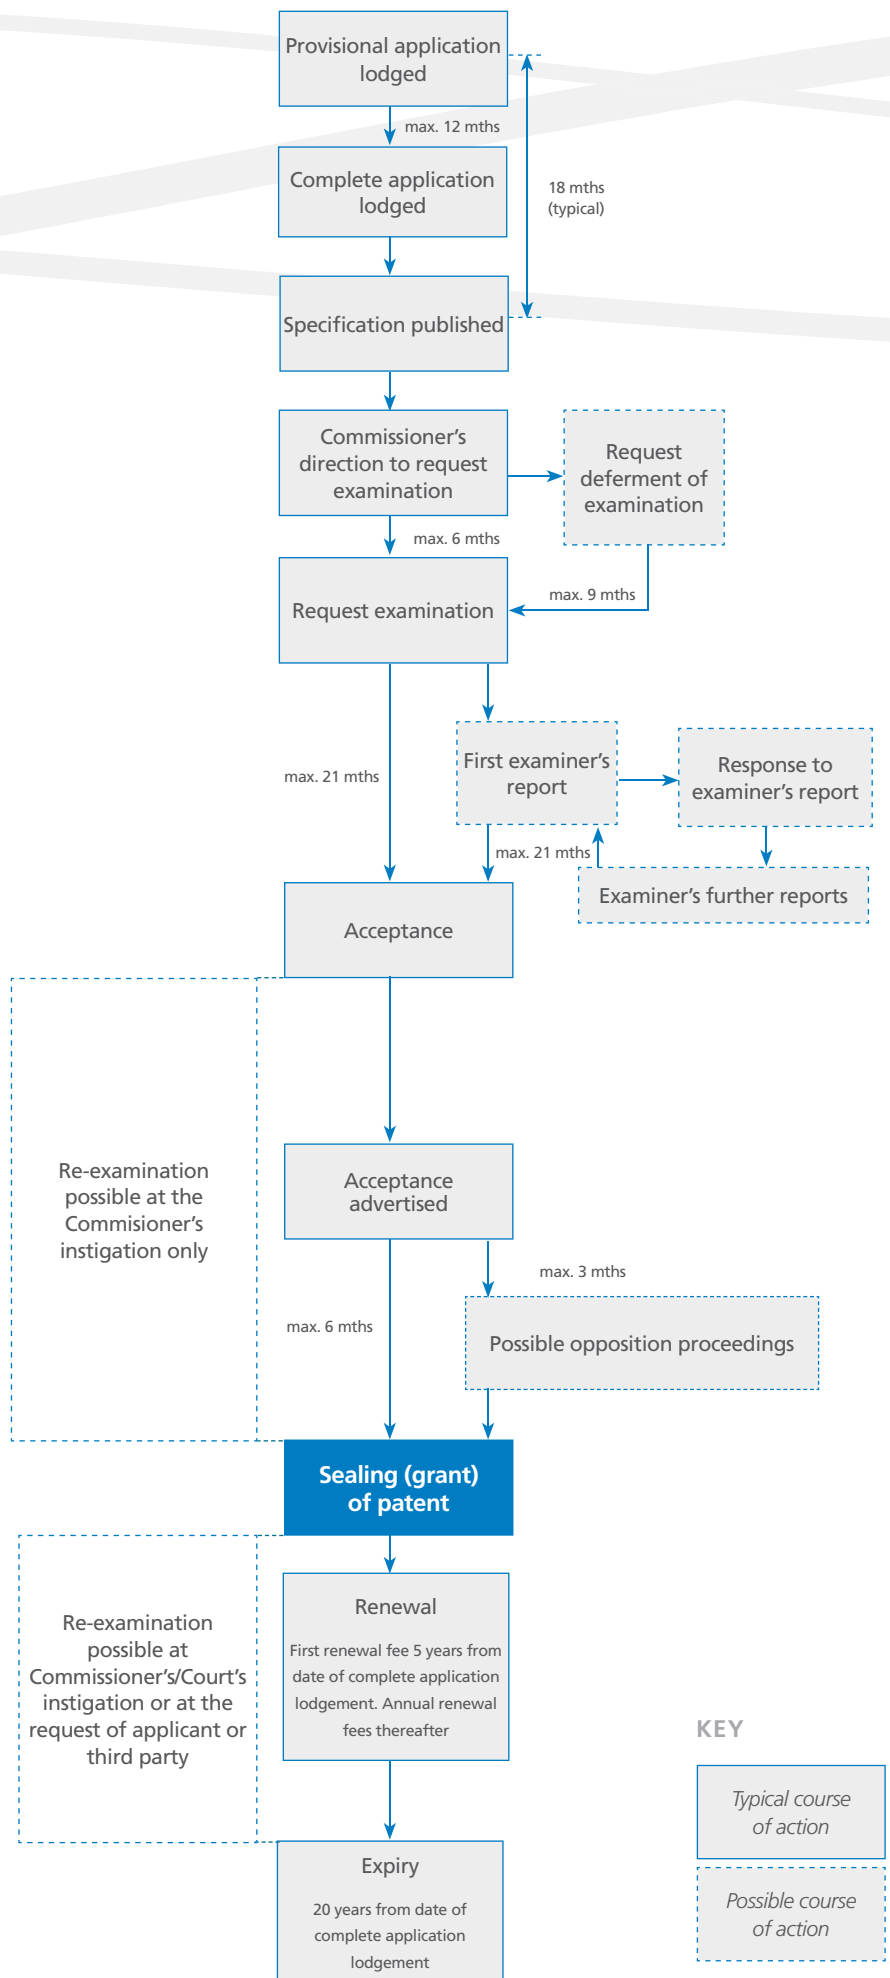 Provisional application
lodged
max. 12 mths
Complete application
lodged
18 mths
(typical)
Specification published
Commissioner's
direction to request
examination
Request
deferment of
examination
max. 6 mths
max. 9 mths
Request examination
max. 21 mths
First examiner's
report
Response to
examiner's report
max. 21 mths
Examiner's further reports
Acceptance
Re-examination
possible at the
Commisioner's
instigation only
Acceptance
advertised
max. 3 mths
max. 6 mths
Possible opposition proceedings
Sealing (grant)
of patent
Re-examination
possible at
Commissioner's/Court's
instigation or at the
request of applicant or
third party
Renewal
First renewal fee 5 years from
date of complete application
lodgement. Annual renewal
fees thereafter
Expiry
20 years from date of
complete application
lodgement
KEY
Typical course
of action
Possible course
of action